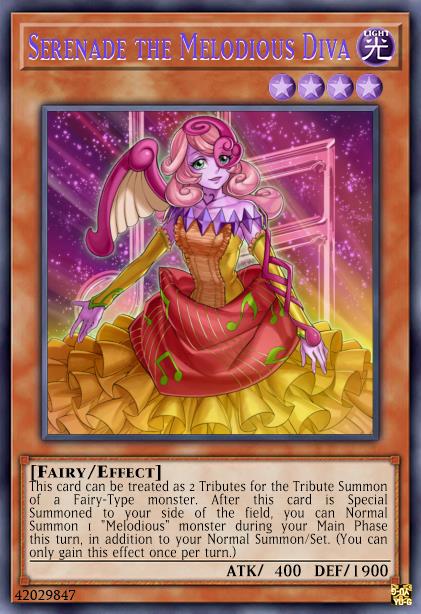 SERENADE THE MELODIOUS DIVA
LIGHT
光
[FAIRY/EFFECT]
This card can be treated as 2 Tributes for the Tribute Summon
of a Fairy-Type monster. After this card is Special
Summoned to your side of the field, you can Normal
Summon 1 "Melodious" monster during your Main Phase
this turn, in addition to your Normal Summon/Set. (You can
only gain this effect once per turn.)
ATK/ 400 DEF/1900
42029847